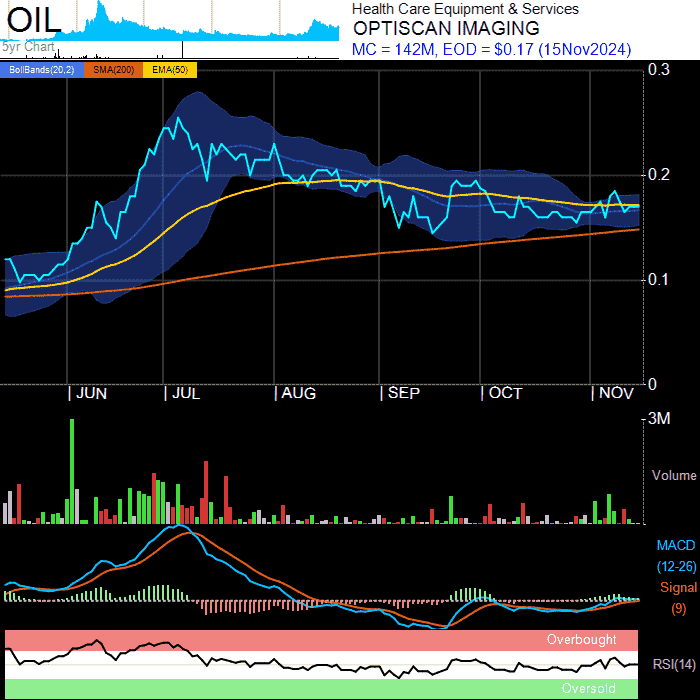 OIL
5yr Chart
Health Care Equipment & Services
OPTISCAN IMAGING
MC = 142M, EOD = $0.17 (15Nov2024)
BollBands(20,2) SMA(200) EMA(50)
0.3
0.2
0.1
0
| JUN | JUL | AUG | SEP | OCT | NOV
3M
Volume
MACD
(12-26)
Signal
(9)
Overbought
RSI(14)
Oversold